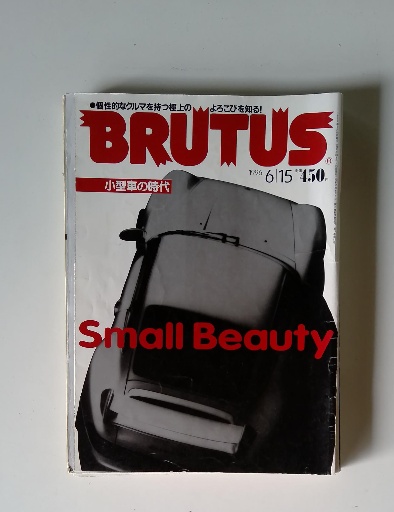 ●個性的なクルマを持つ極上の よろこびを知る!
BRUTUS
6|15 450
小型車の時代
Small Beauty